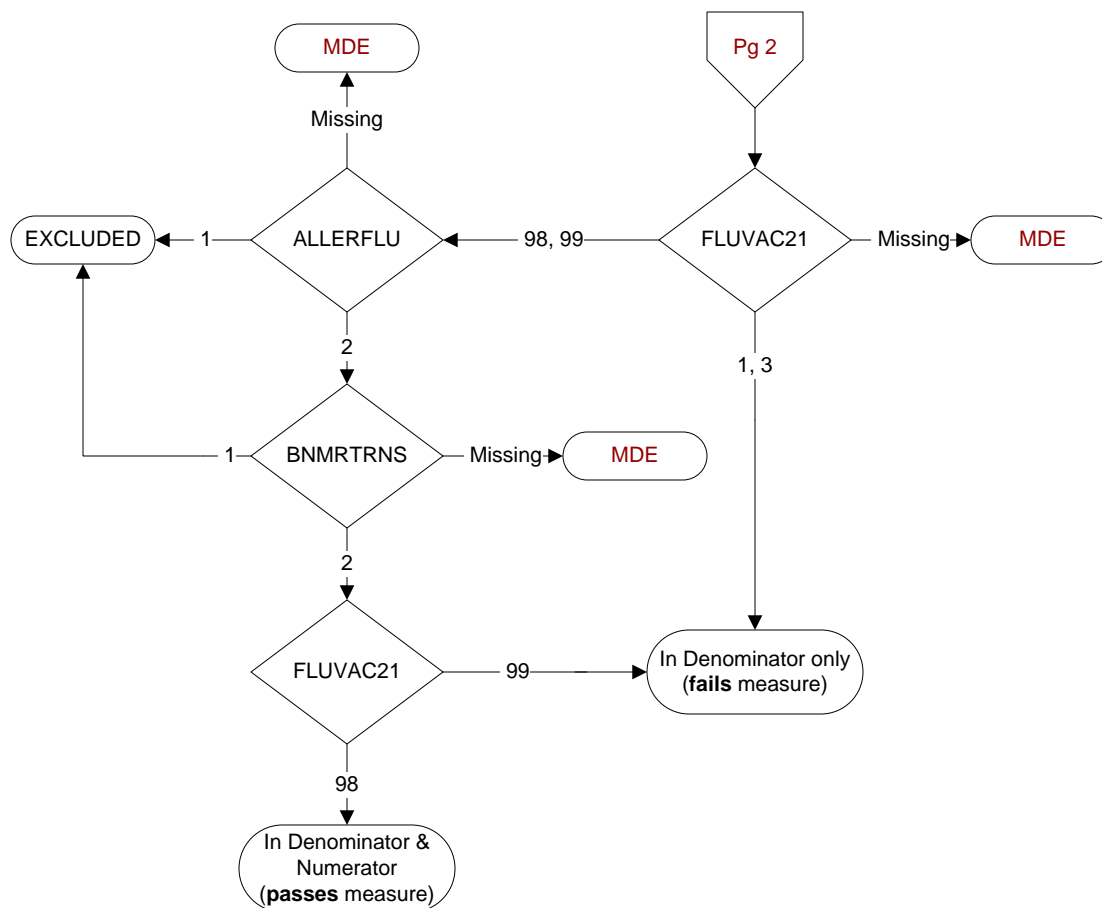 MDE
Pg 2
Missing
EXCLUDED
1
ALLERFLU
98, 99
FLUVAC21
Missing
MDE
2
1, 3
1
BNMRTRNS
Missing
MDE
2
FLUVAC21
99
In Denominator only
(fails measure)
98
In Denominator &
Numerator
(passes measure)